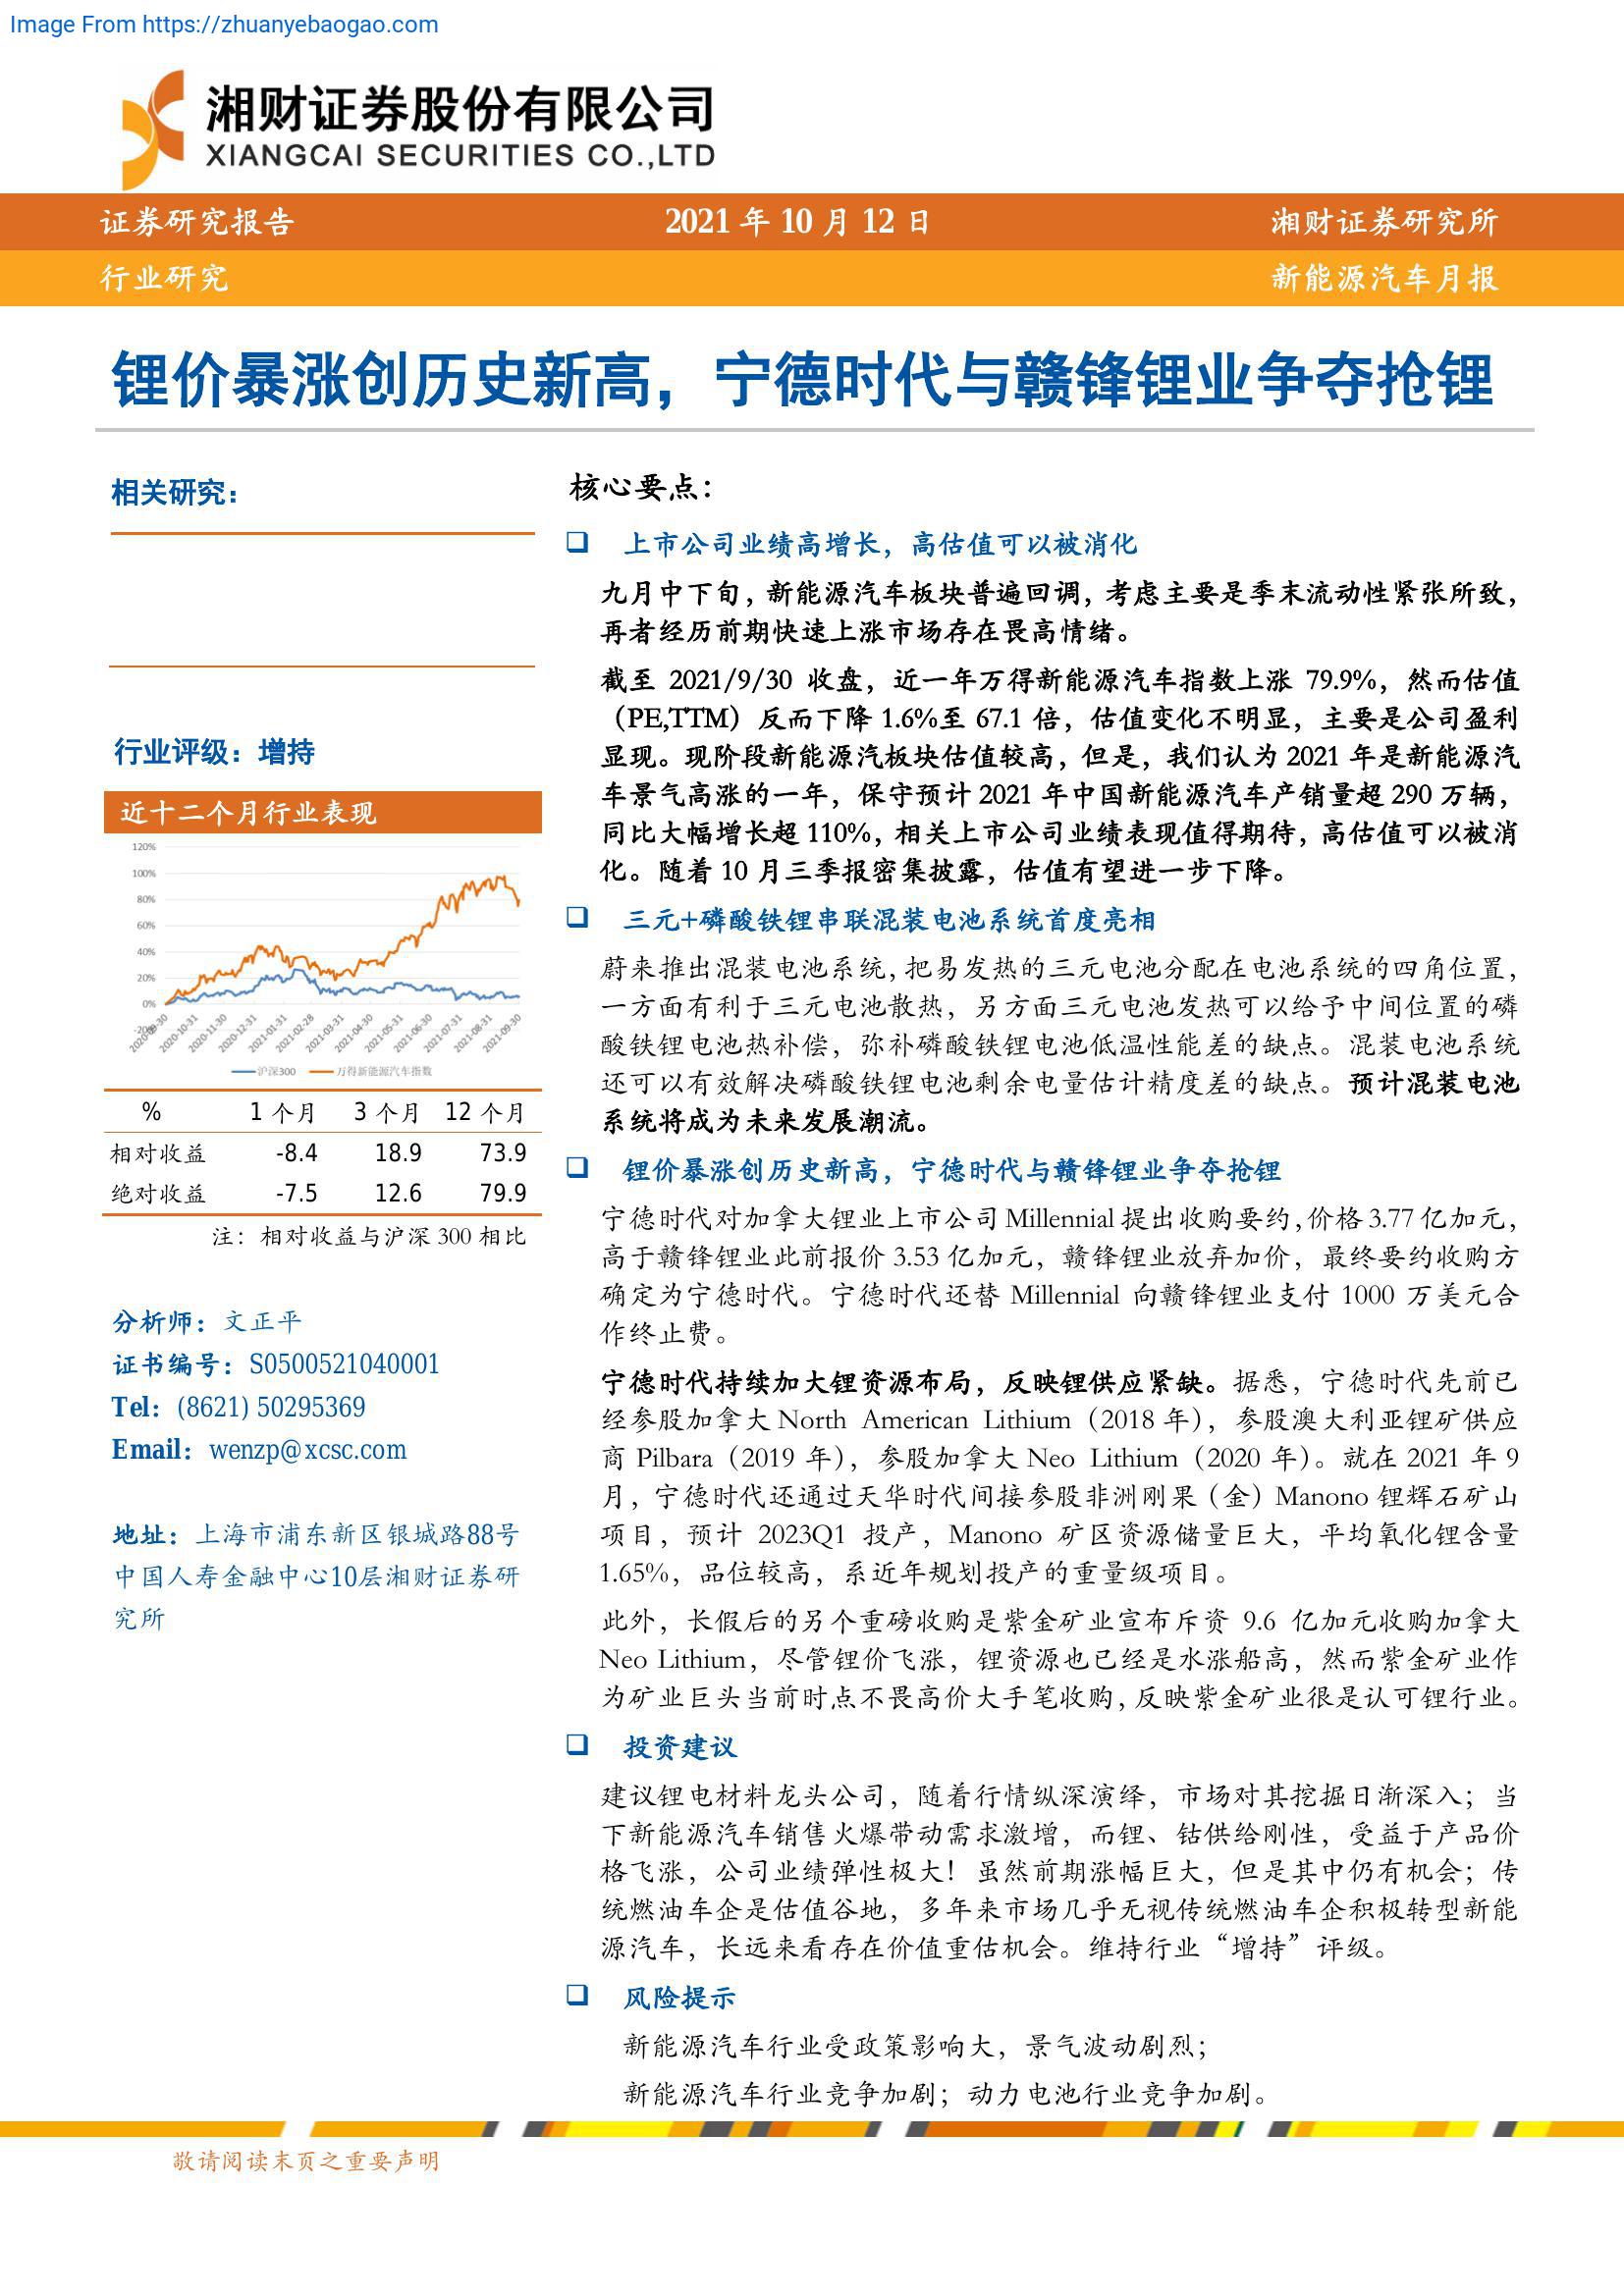 Image From https://zhuanyebaogao.com
湘财证券股份有限公司
XIANGCAI SECURITIES CO.,LTD
证券研究报告 2021 年 10 月 12 日 湘财证券研究所
行业研究 新能源汽车月报
锂价暴涨创历史新高，宁德时代与赣锋锂业争夺抢锂
相关研究：
行业评级：增持
近十二个月行业表现
120%
100%
80%
60%
40%
20%
0%
-20%
2020-09-30 2020-10-31 2020-11-30 2020-12-31 2021-01-31 2021-02-28 2021-03-31 2021-04-30 2021-05-31 2021-06-30 2021-07-31 2021-08-31 2021-09-30
沪深300 万得新能源汽车指数
% 1 个月 3 个月 12 个月
相对收益 -8.4 18.9 73.9
绝对收益 -7.5 12.6 79.9
注：相对收益与沪深 300 相比
分析师：文正平
证书编号：S0500521040001
Tel：(8621) 50295369
Email：wenzp@xcsc.com
地址：上海市浦东新区银城路88号
中国人寿金融中心10层湘财证券研
究所
核心要点：
❑ 上市公司业绩高增长，高估值可以被消化
九月中下旬，新能源汽车板块普遍回调，考虑主要是季末流动性紧张所致，
再者经历前期快速上涨市场存在畏高情绪。
截至 2021/9/30 收盘，近一年万得新能源汽车指数上涨 79.9%，然而估值
（PE,TTM）反而下降 1.6%至 67.1 倍，估值变化不明显，主要是公司盈利
显现。现阶段新能源汽板块估值较高，但是，我们认为 2021 年是新能源汽
车景气高涨的一年，保守预计 2021 年中国新能源汽车产销量超 290 万辆，
同比大幅增长超 110%，相关上市公司业绩表现值得期待，高估值可以被消
化。随着 10 月三季报密集披露，估值有望进一步下降。
❑ 三元+磷酸铁锂串联混装电池系统首度亮相
蔚来推出混装电池系统，把易发热的三元电池分配在电池系统的四角位置，
一方面有利于三元电池散热，另方面三元电池发热可以给予中间位置的磷
酸铁锂电池热补偿，弥补磷酸铁锂电池低温性能差的缺点。混装电池系统
还可以有效解决磷酸铁锂电池剩余电量估计精度差的缺点。预计混装电池
系统将成为未来发展潮流。
❑ 锂价暴涨创历史新高，宁德时代与赣锋锂业争夺抢锂
宁德时代对加拿大锂业上市公司 Millennial 提出收购要约，价格 3.77 亿加元，
高于赣锋锂业此前报价 3.53 亿加元，赣锋锂业放弃加价，最终要约收购方
确定为宁德时代。宁德时代还替 Millennial 向赣锋锂业支付 1000 万美元合
作终止费。
宁德时代持续加大锂资源布局，反映锂供应紧缺。据悉，宁德时代先前已
经参股加拿大 North American Lithium（2018 年），参股澳大利亚锂矿供应
商 Pilbara（2019 年），参股加拿大 Neo Lithium（2020 年）。就在 2021 年 9
月，宁德时代还通过天华时代间接参股非洲刚果（金）Manono 锂辉石矿山
项目，预计 2023Q1 投产，Manono 矿区资源储量巨大，平均氧化锂含量
1.65%，品位较高，系近年规划投产的重量级项目。
此外，长假后的另个重磅收购是紫金矿业宣布斥资 9.6 亿加元收购加拿大
Neo Lithium，尽管锂价飞涨，锂资源也已经是水涨船高，然而紫金矿业作
为矿业巨头当前时点不畏高价大手笔收购，反映紫金矿业很是认可锂行业。
❑ 投资建议
建议锂电材料龙头公司，随着行情纵深演绎，市场对其挖掘日渐深入；当
下新能源汽车销售火爆带动需求激增，而锂、钴供给刚性，受益于产品价
格飞涨，公司业绩弹性极大！虽然前期涨幅巨大，但是其中仍有机会；传
统燃油车企是估值谷地，多年来市场几乎无视传统燃油车企积极转型新能
源汽车，长远来看存在价值重估机会。维持行业“增持”评级。
❑ 风险提示
新能源汽车行业受政策影响大，景气波动剧烈；
新能源汽车行业竞争加剧；动力电池行业竞争加剧。
敬请阅读末页之重要声明